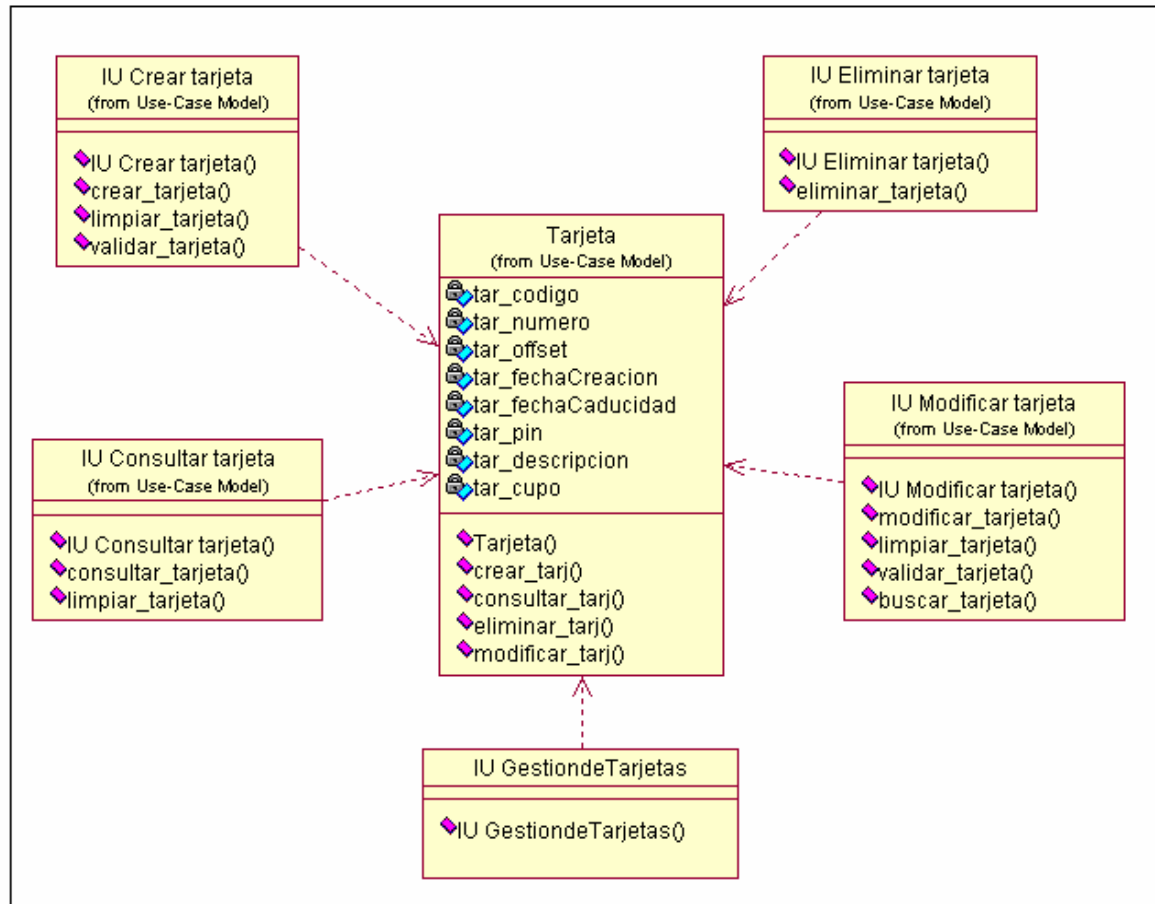 IU Crear tarjeta
(from Use-Case Model)
IU Crear tarjeta()
crear_tarjeta()
limpiar_tarjeta()
validar_tarjeta()
IU Eliminar tarjeta
(from Use-Case Model)
IU Eliminar tarjeta()
eliminar_tarjeta()
Tarjeta
(from Use-Case Model)
tar_codigo
tar_numero
tar_offset
tar_fechaCreacion
tar_fechaCaducidad
tar_pin
tar_descripcion
tar_cupo
Tarjeta()
crear_tarj()
consultar_tarj()
eliminar_tarj()
modificar_tarj()
IU Consultar tarjeta
(from Use-Case Model)
IU Consultar tarjeta()
consultar_tarjeta()
limpiar_tarjeta()
IU Modificar tarjeta
(from Use-Case Model)
IU Modificar tarjeta()
modificar_tarjeta()
limpiar_tarjeta()
validar_tarjeta()
buscar_tarjeta()
IU GestiondeTarjetas
IU GestiondeTarjetas()